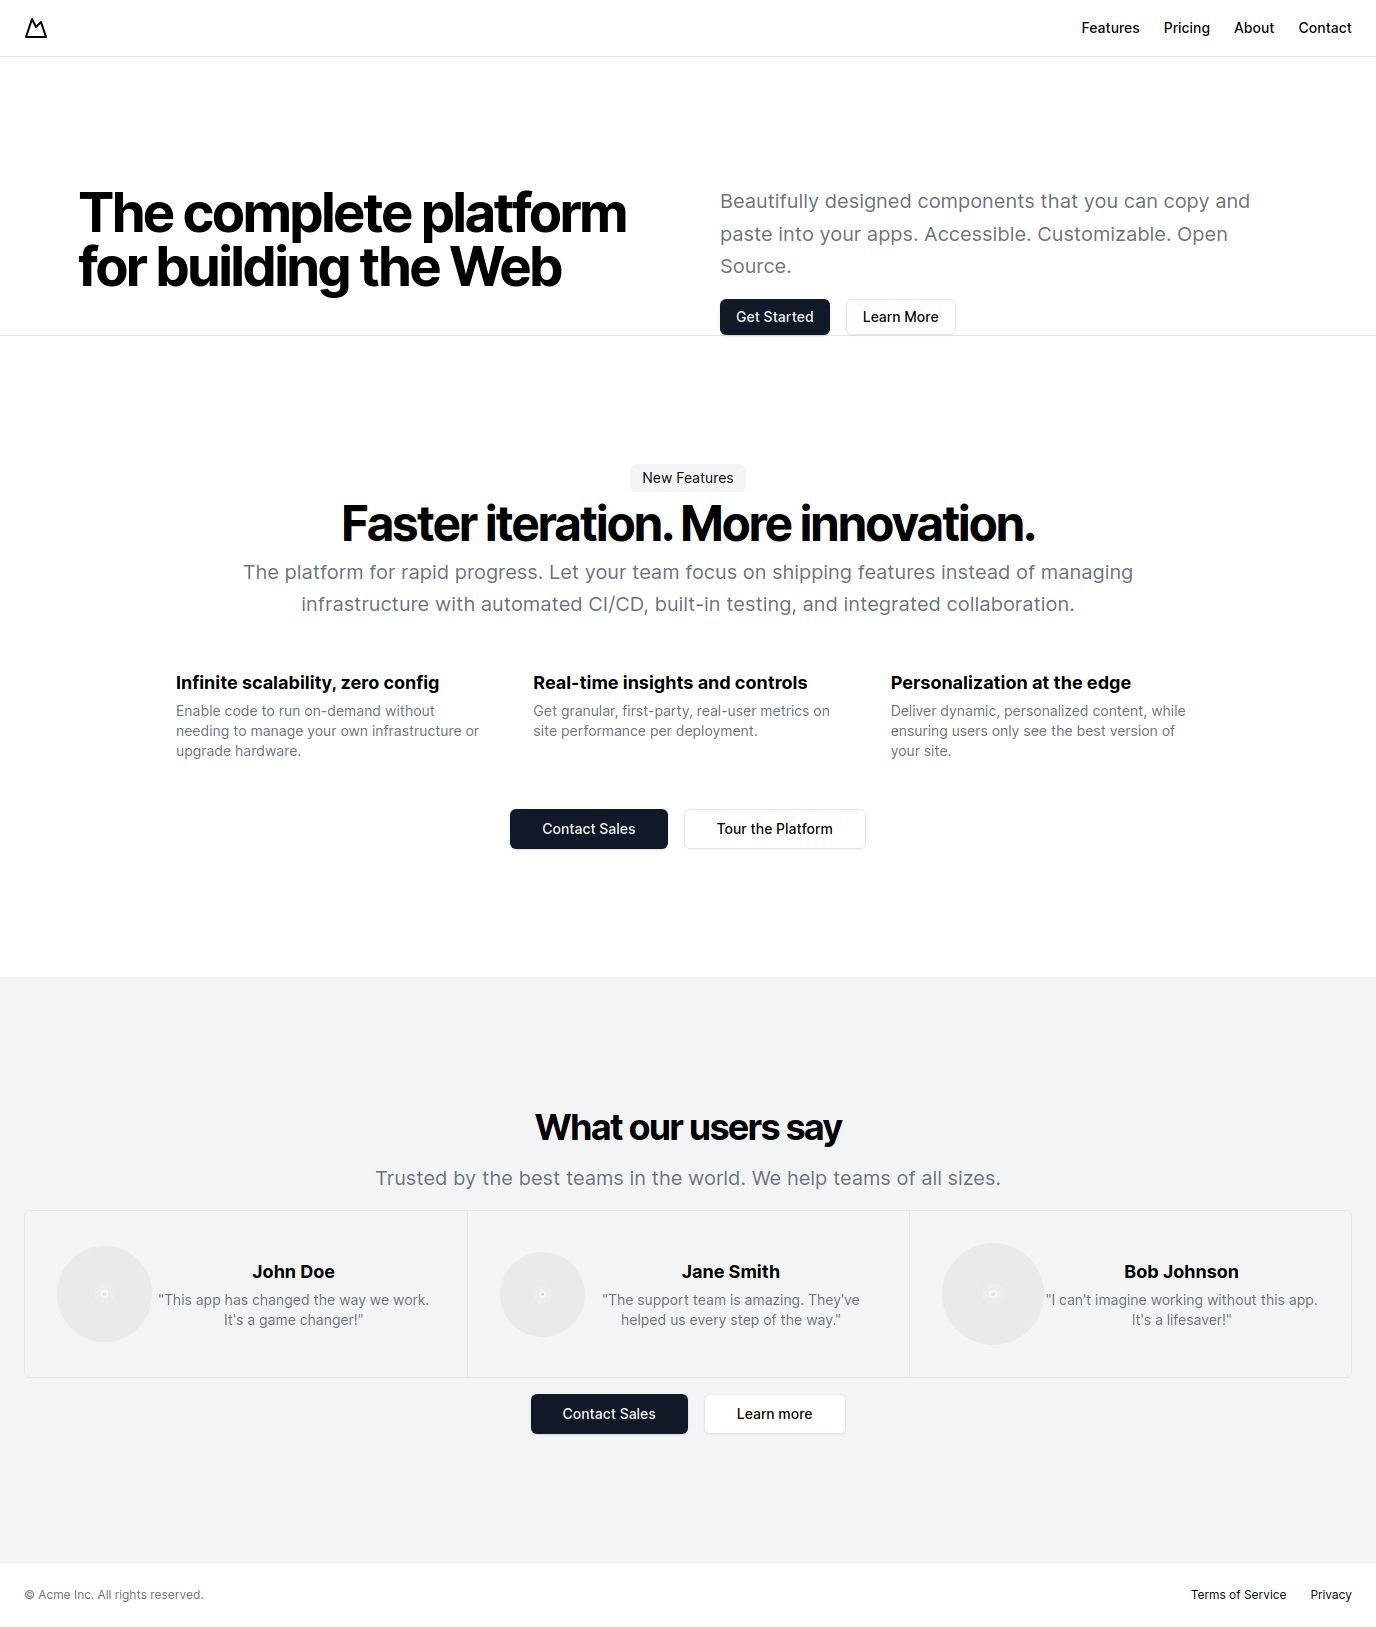 Features Pricing About Contact
The complete platform
for building the Web
Beautifully designed components that you can copy and
paste into your apps. Accessible. Customizable. Open
Source.
Get Started Learn More
New Features
Faster iteration. More innovation.
The platform for rapid progress. Let your team focus on shipping features instead of managing
infrastructure with automated CI/CD, built-in testing, and integrated collaboration.
Infinite scalability, zero config
Enable code to run on-demand without
needing to manage your own infrastructure or
upgrade hardware.
Real-time insights and controls
Get granular, first-party, real-user metrics on
site performance per deployment.
Personalization at the edge
Deliver dynamic, personalized content, while
ensuring users only see the best version of
your site.
Contact Sales Tour the Platform
What our users say
Trusted by the best teams in the world. We help teams of all sizes.
John Doe
"This app has changed the way we work.
It's a game changer!"
Jane Smith
"The support team is amazing. They've
helped us every step of the way."
Bob Johnson
"I can't imagine working without this app.
It's a lifesaver!"
Contact Sales Learn more
© Acme Inc. All rights reserved.
Terms of Service Privacy